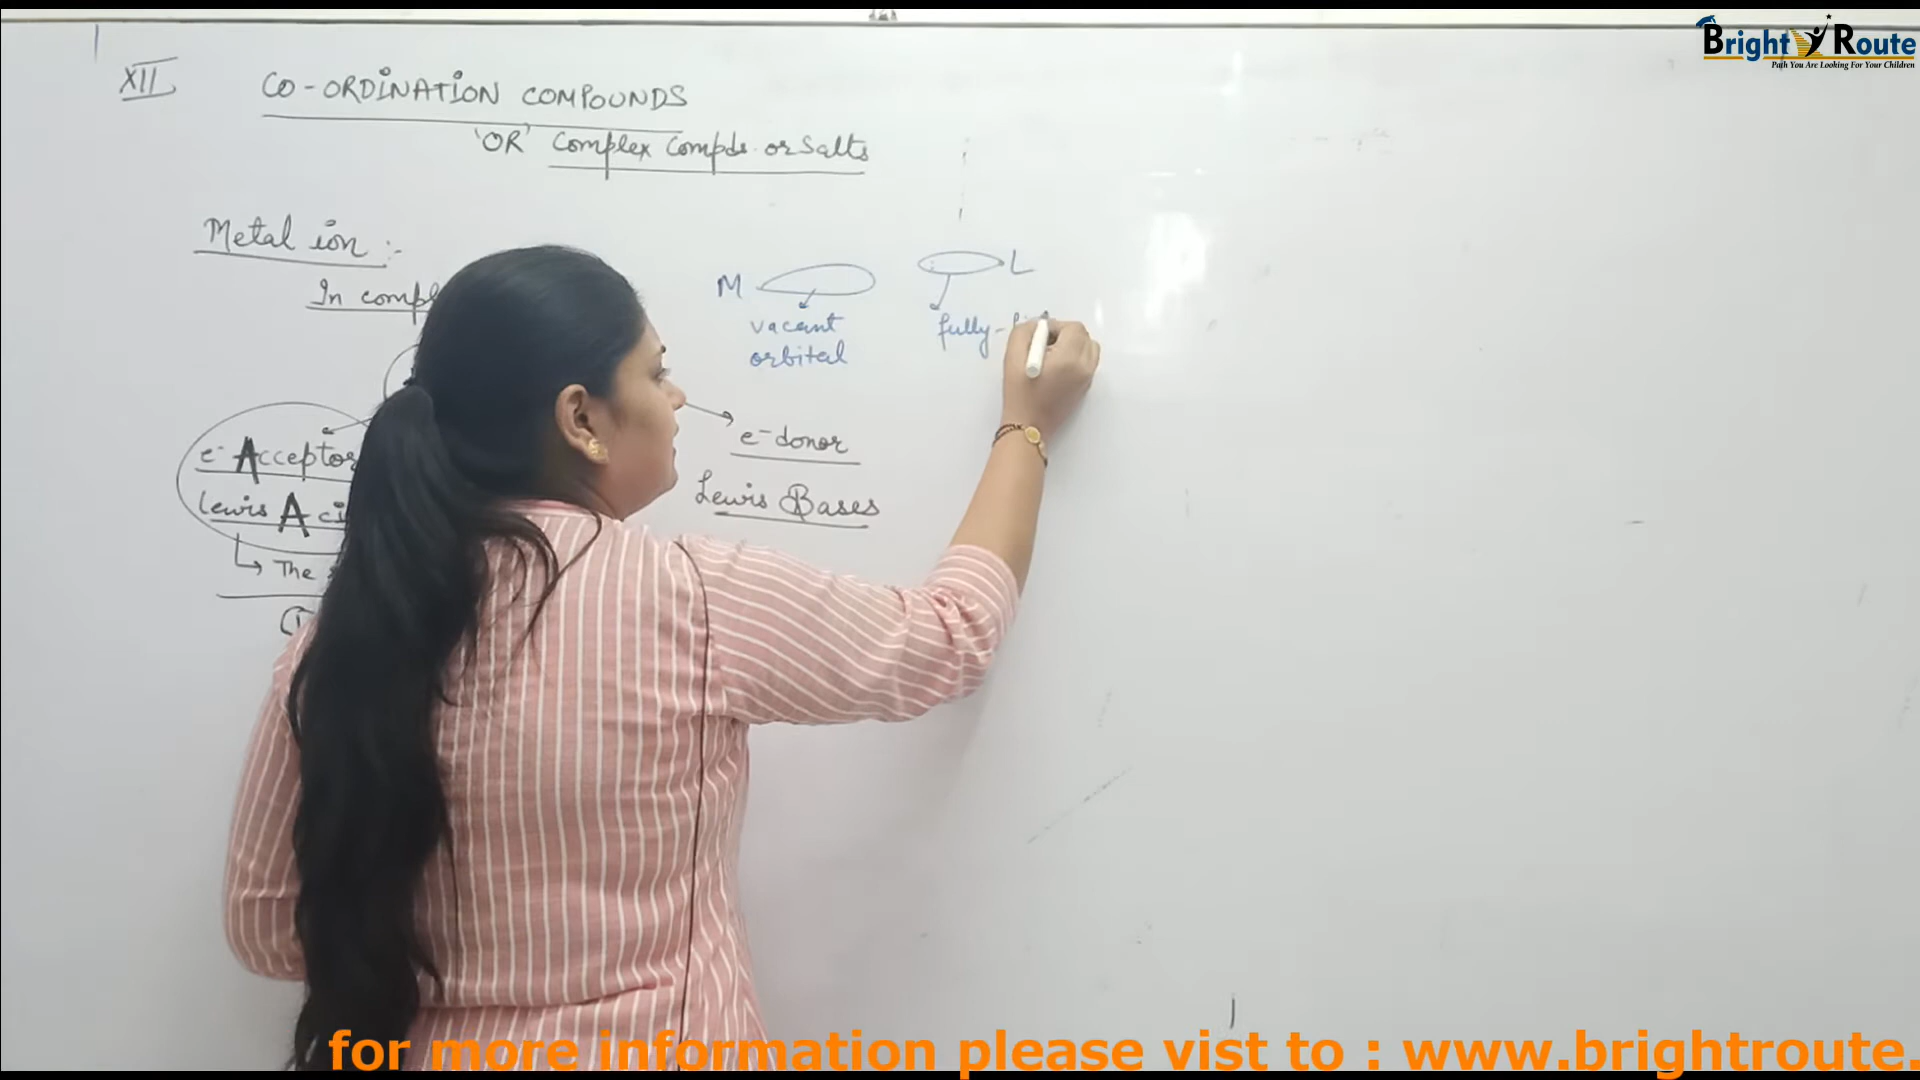 Bright Route
Path You Are Looking For Your Children
XII
CO-ORDINATION COMPOUNDS
'OR' Complex Compds. or Salts
Metal ion :-
In compl
M
L
vacant
orbital
fully-
e- Acceptor
e- donor
Lewis Aci
Lewis Bases
The
for more information please vist to : www.brightroute.